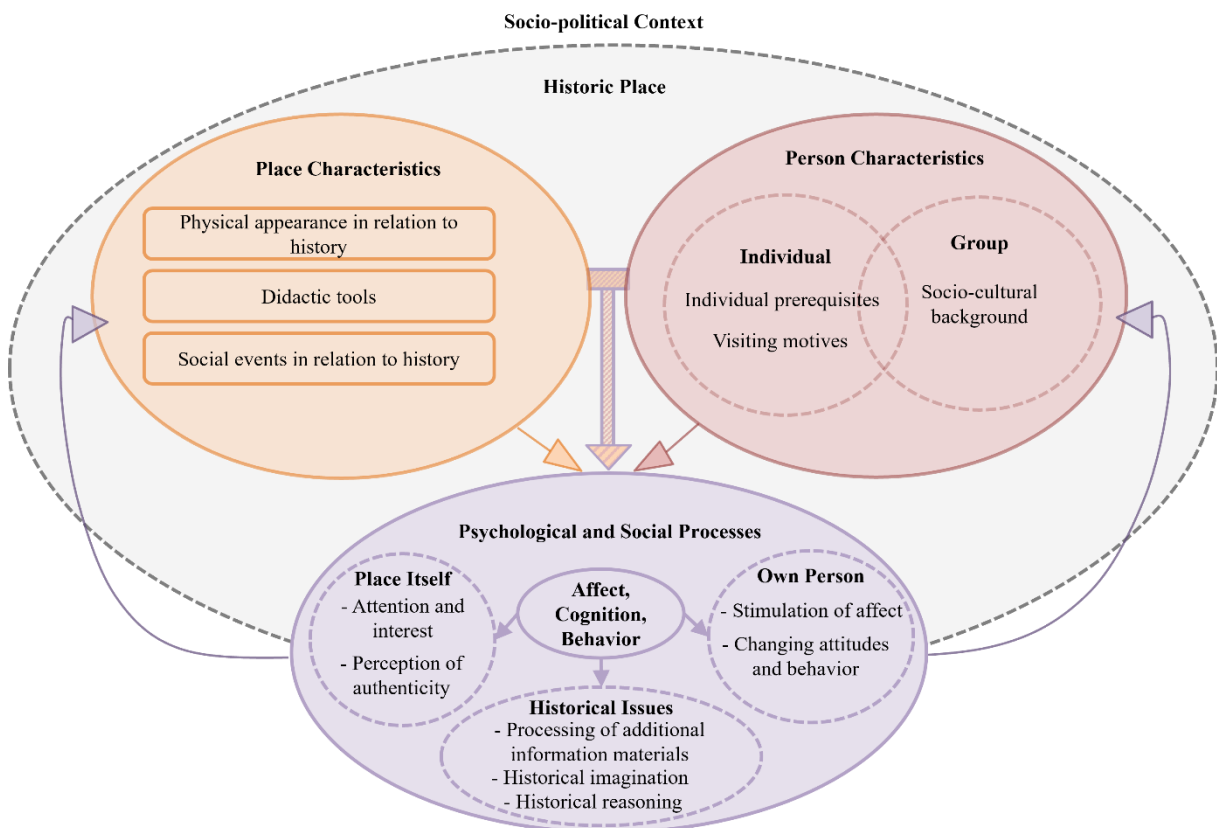 Socio-political Context
Historic Place
Place Characteristics
Physical appearance in relation to
history
Didactic tools
Social events in relation to history
Person Characteristics
Individual
Individual prerequisites
Visiting motives
Group
Socio-cultural
background
Psychological and Social Processes
Place Itself
- Attention and
interest
- Perception of
authenticity
Affect,
Cognition,
Behavior
Own Person
- Stimulation of affect
- Changing attitudes
and behavior
Historical Issues
- Processing of additional
information materials
- Historical imagination
- Historical reasoning